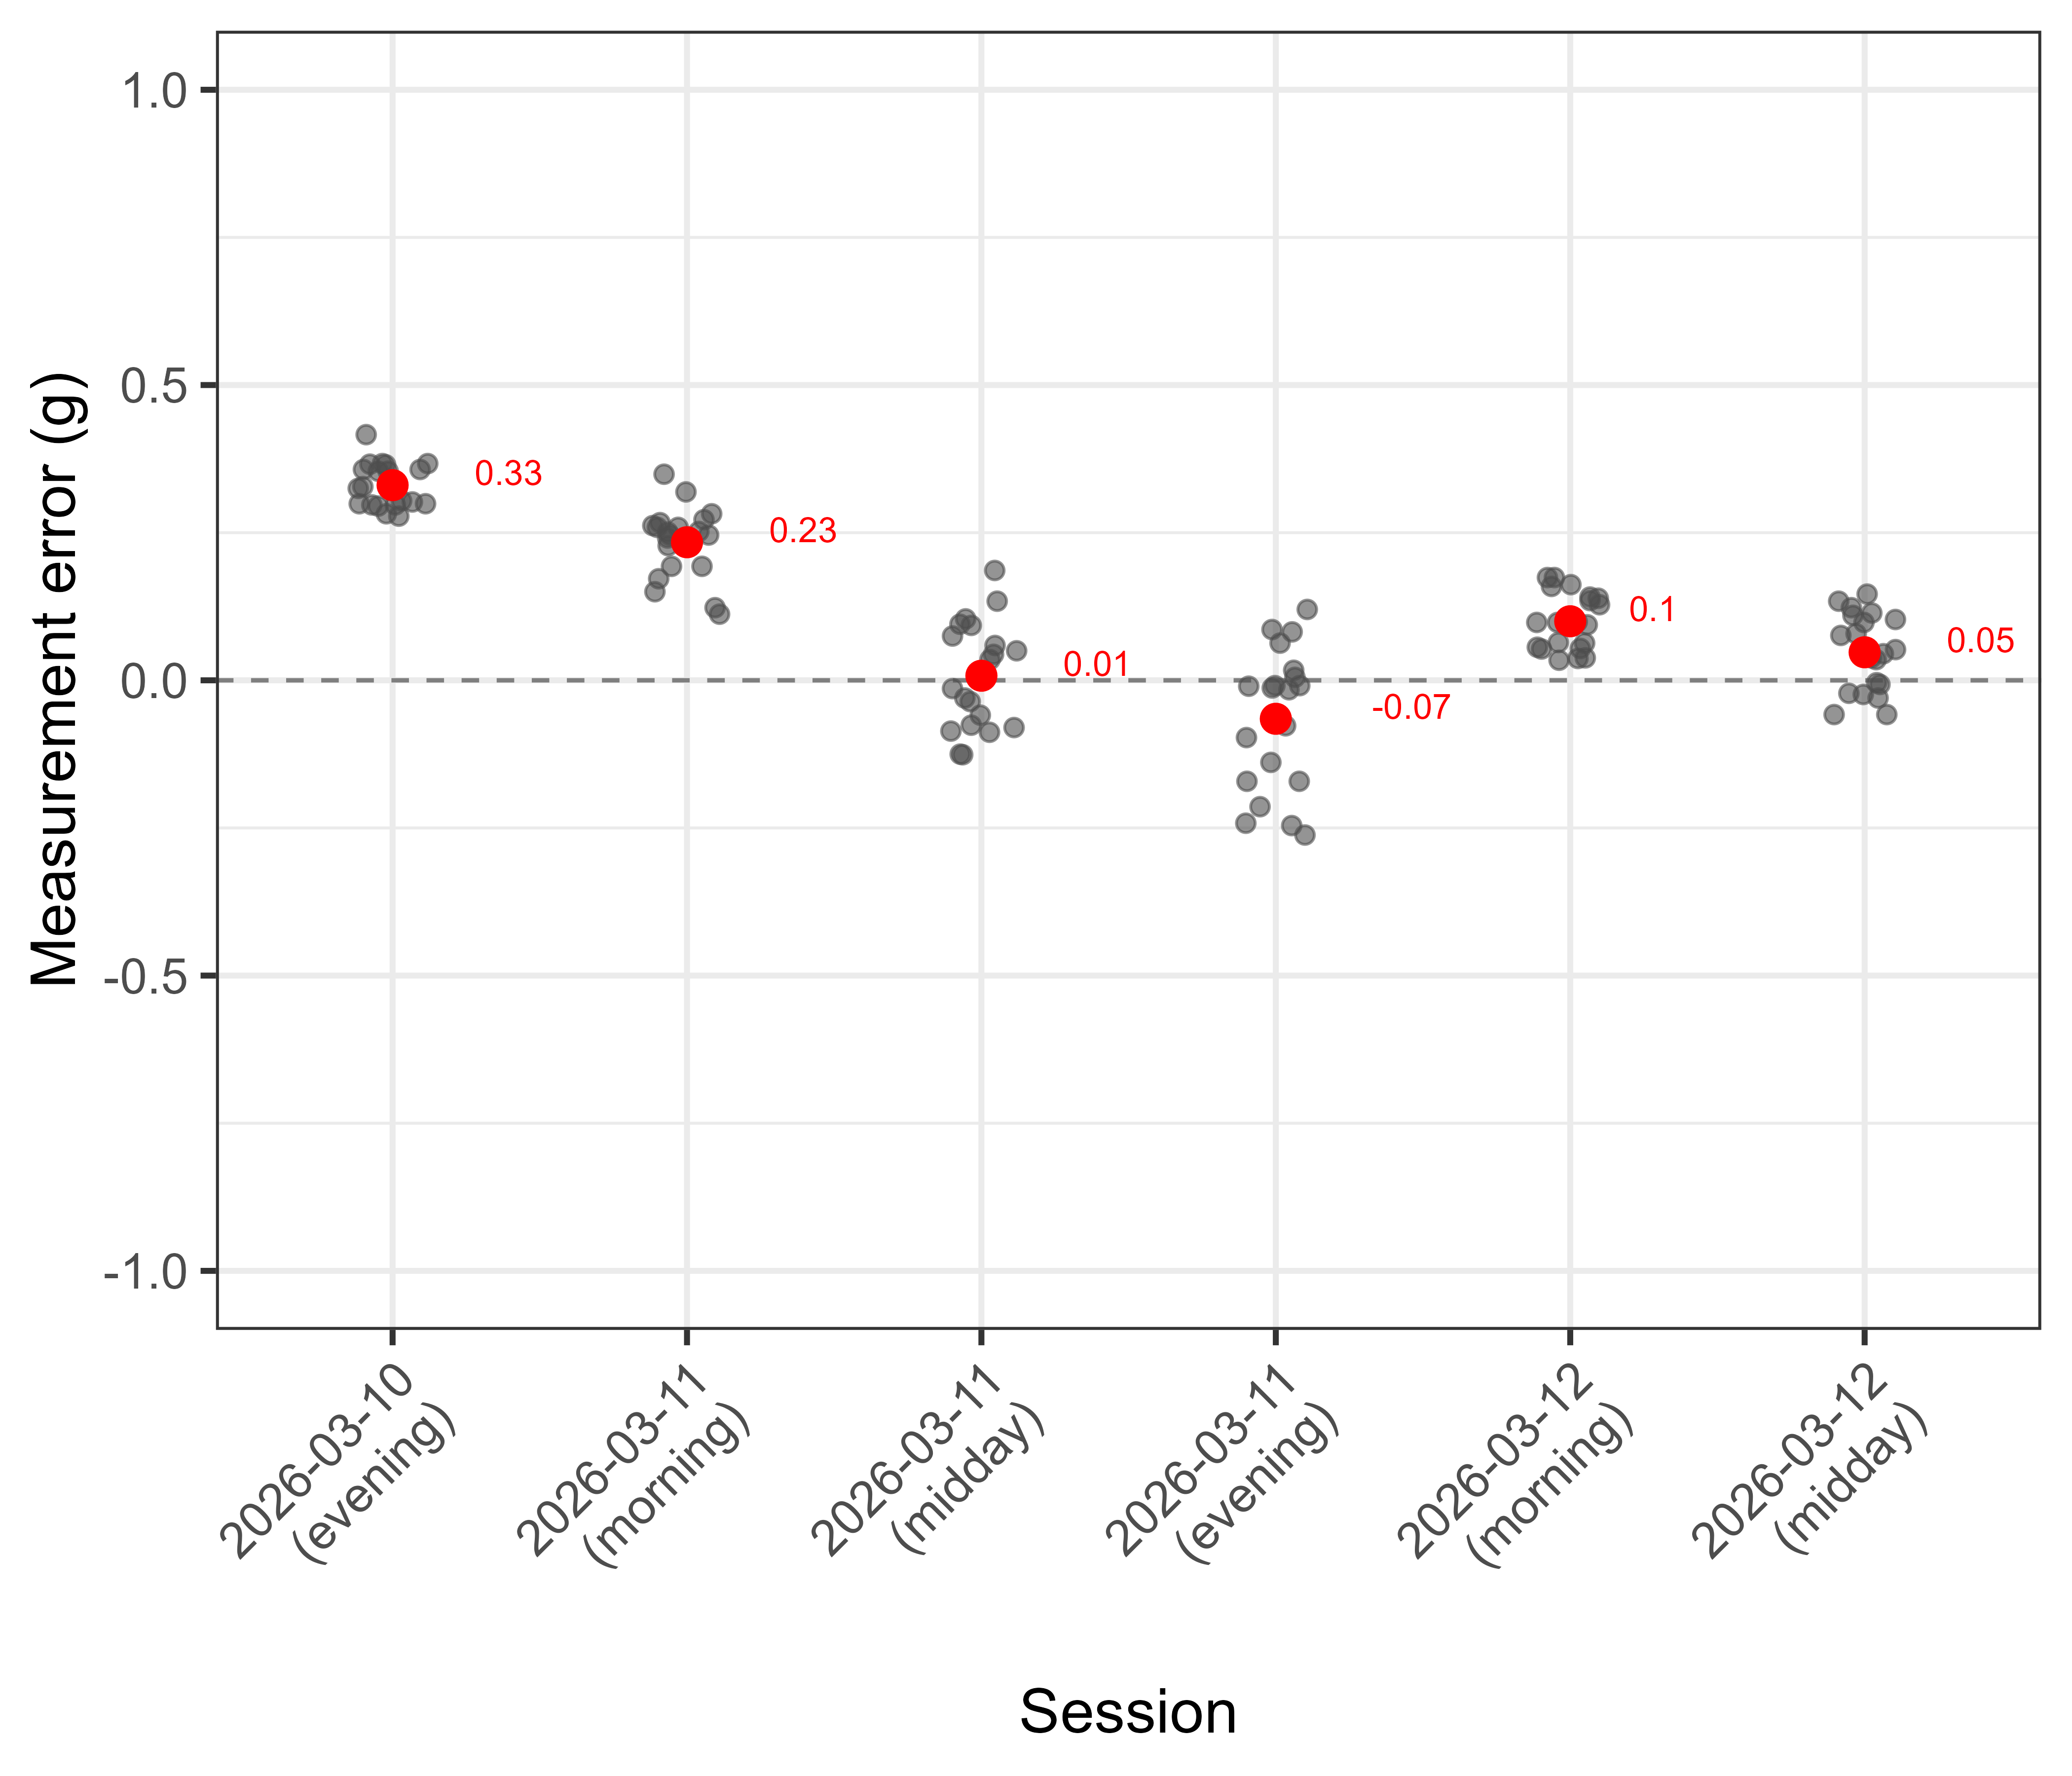 Measurement error (g)
1.0
0.5
0.0
-0.5
-1.0
0.33
0.23
0.01
-0.07
0.1
0.05
2026-03-10
(evening)
2026-03-11
(morning)
2026-03-11
(midday)
2026-03-11
(evening)
2026-03-12
(morning)
2026-03-12
(midday)
Session